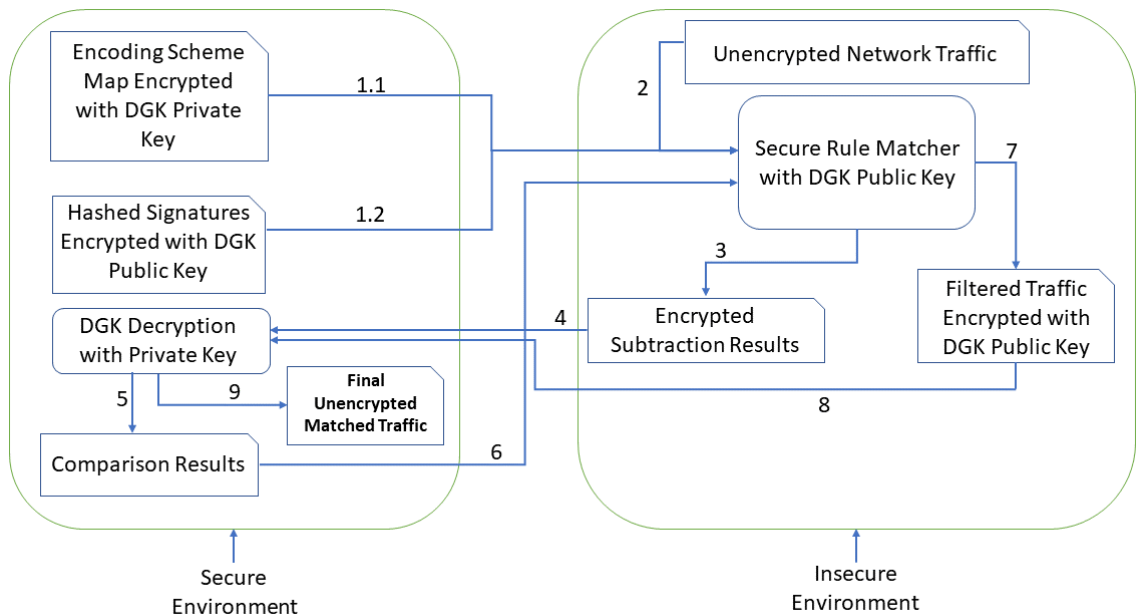 Encoding Scheme
Map Encrypted
with DGK Private
Key
1.1
2
Unencrypted Network Traffic
Secure Rule Matcher
with DGK Public Key
7
Hashed Signatures
Encrypted with DGK
Public Key
1.2
3
DGK Decryption
with Private Key
4
Encrypted
Subtraction Results
Filtered Traffic
Encrypted with
DGK Public Key
5
9
Final
Unencrypted
Matched Traffic
8
Comparison Results
6
Secure
Environment
Insecure
Environment